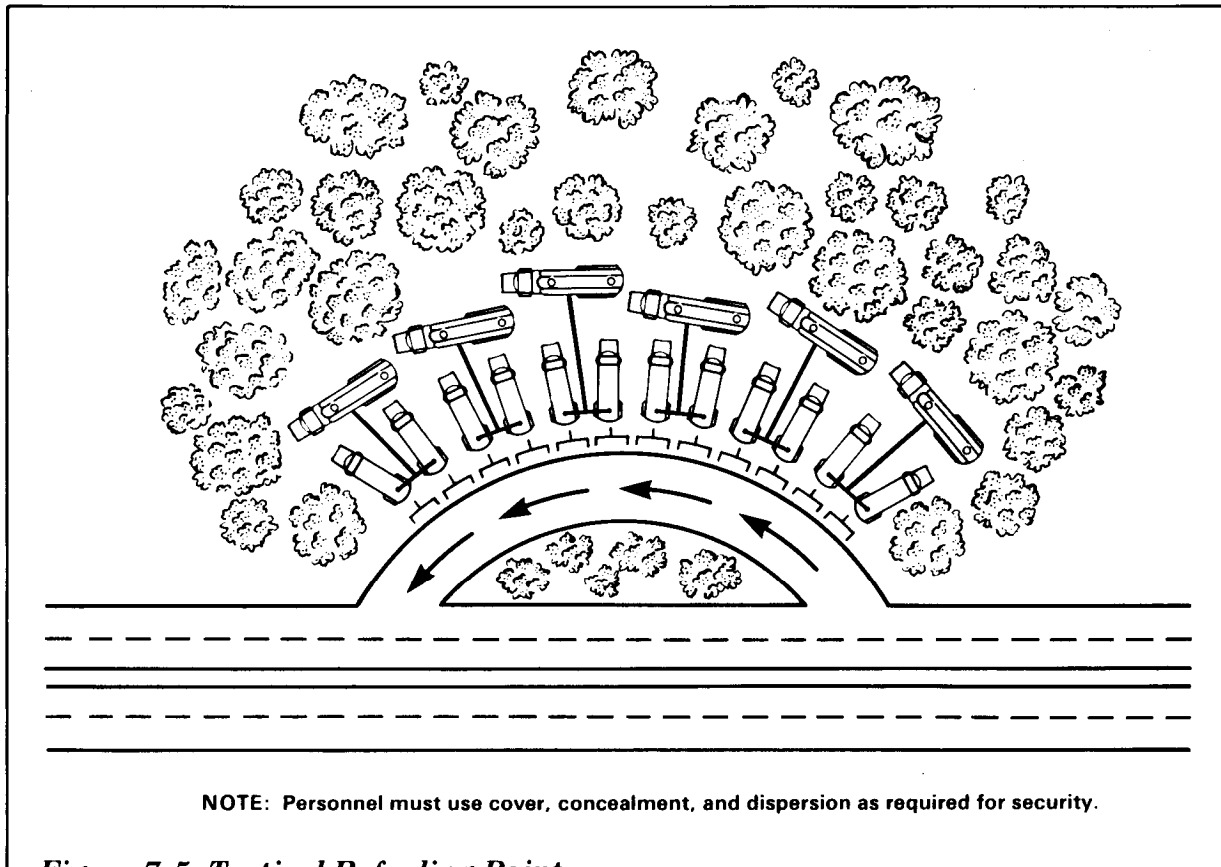 NOTE: Personnel must use cover, concealment, and dispersion as required for security.
Figure 7-5. Tactical Refueling Point